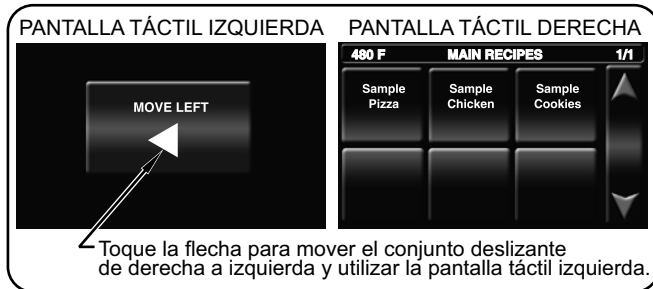 PANTALLA TÁCTIL IZQUIERDA
PANTALLA TÁCTIL DERECHA
MOVE LEFT
480 F MAIN RECIPES 1/1
Sample
Pizza
Sample
Chicken
Sample
Cookies
Toque la flecha para mover el conjunto deslizante
de derecha a izquierda y utilizar la pantalla táctil izquierda.